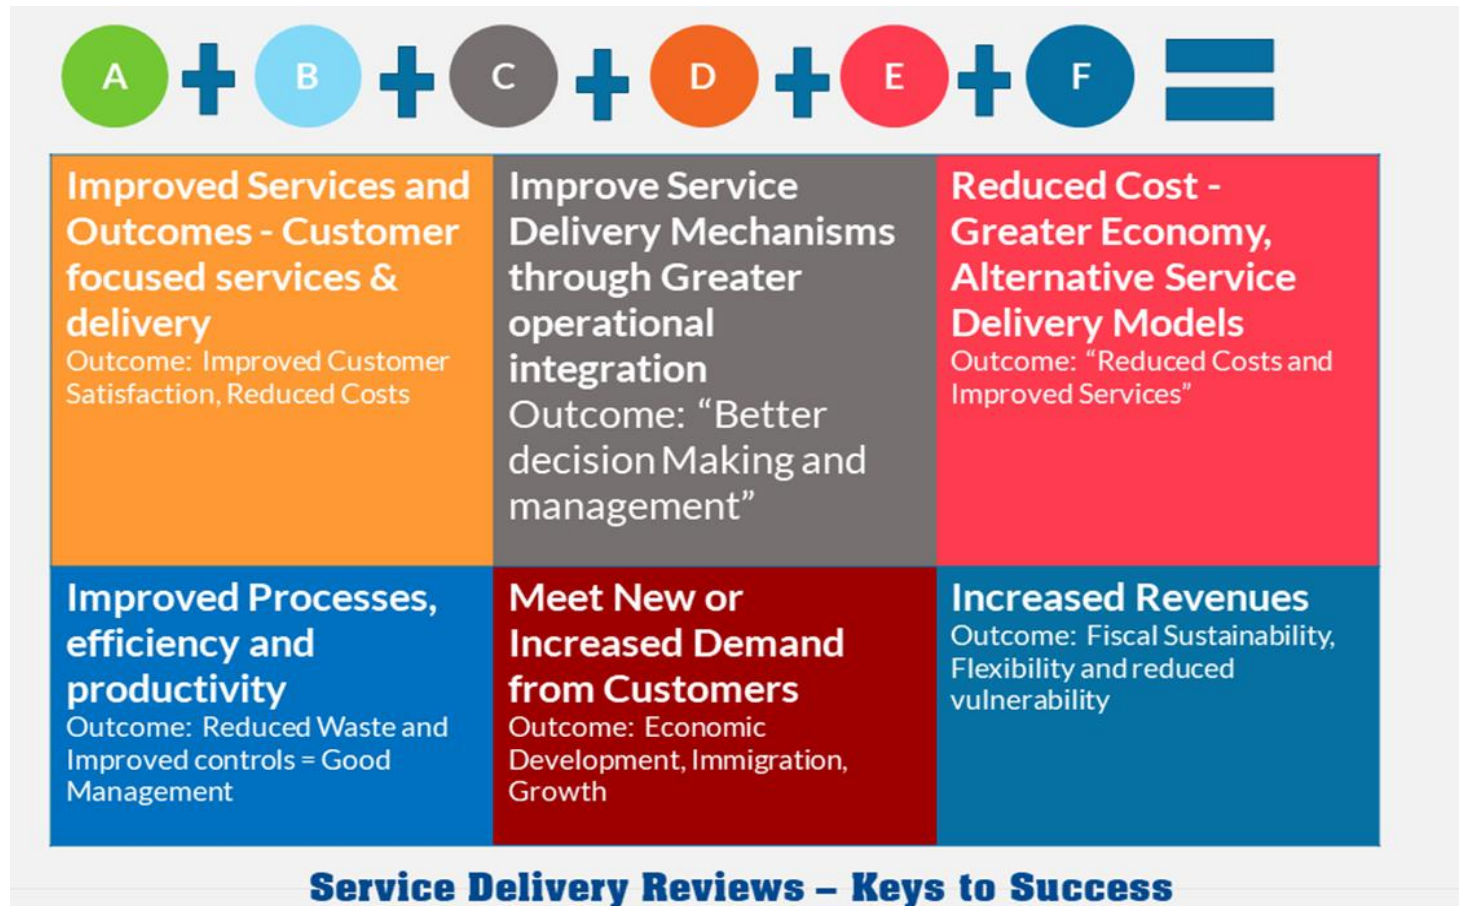 A + B + C + D + E + F =
Improved Services and
Outcomes - Customer
focused services &
delivery
Outcome: Improved Customer
Satisfaction, Reduced Costs
Improve Service
Delivery Mechanisms
through Greater
operational
integration
Outcome: “Better
decision Making and
management”
Reduced Cost -
Greater Economy,
Alternative Service
Delivery Models
Outcome: “Reduced Costs and
Improved Services”
Improved Processes,
efficiency and
productivity
Outcome: Reduced Waste and
Improved controls = Good
Management
Meet New or
Increased Demand
from Customers
Outcome: Economic
Development, Immigration,
Growth
Increased Revenues
Outcome: Fiscal Sustainability,
Flexibility and reduced
vulnerability
Service Delivery Reviews – Keys to Success